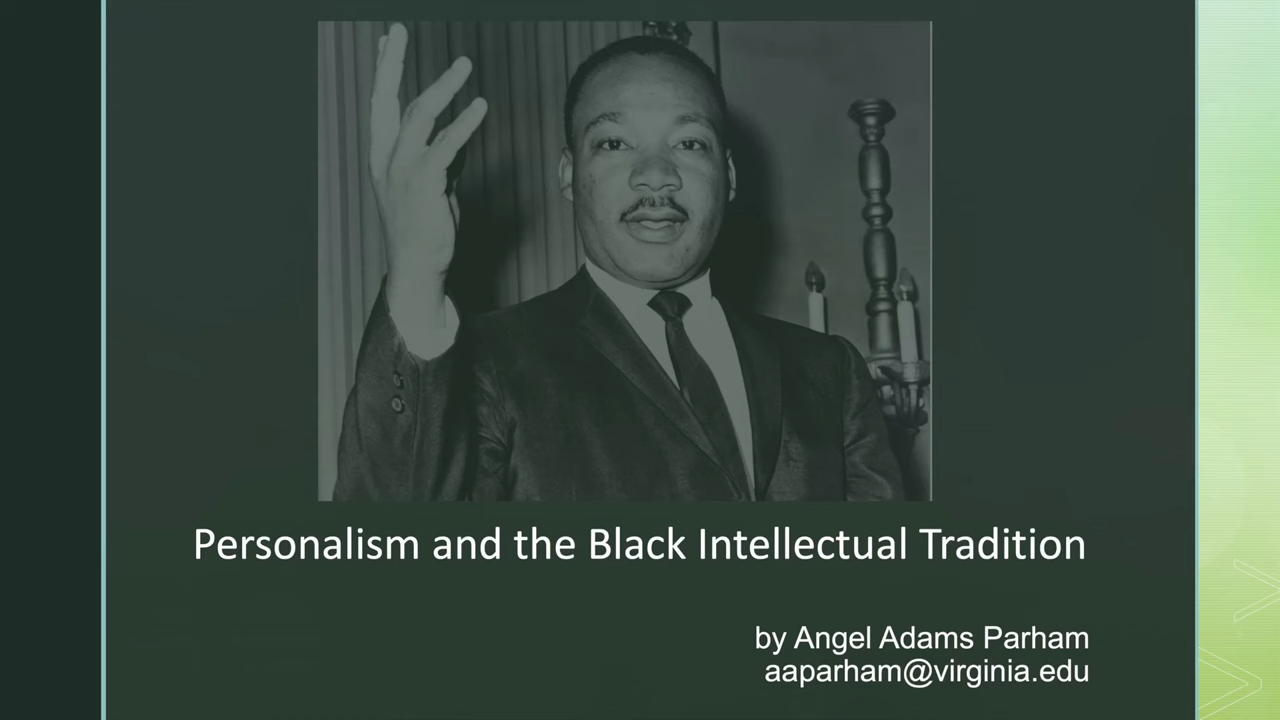 Personalism and the Black Intellectual Tradition
by Angel Adams Parham
aaparham@virginia.edu